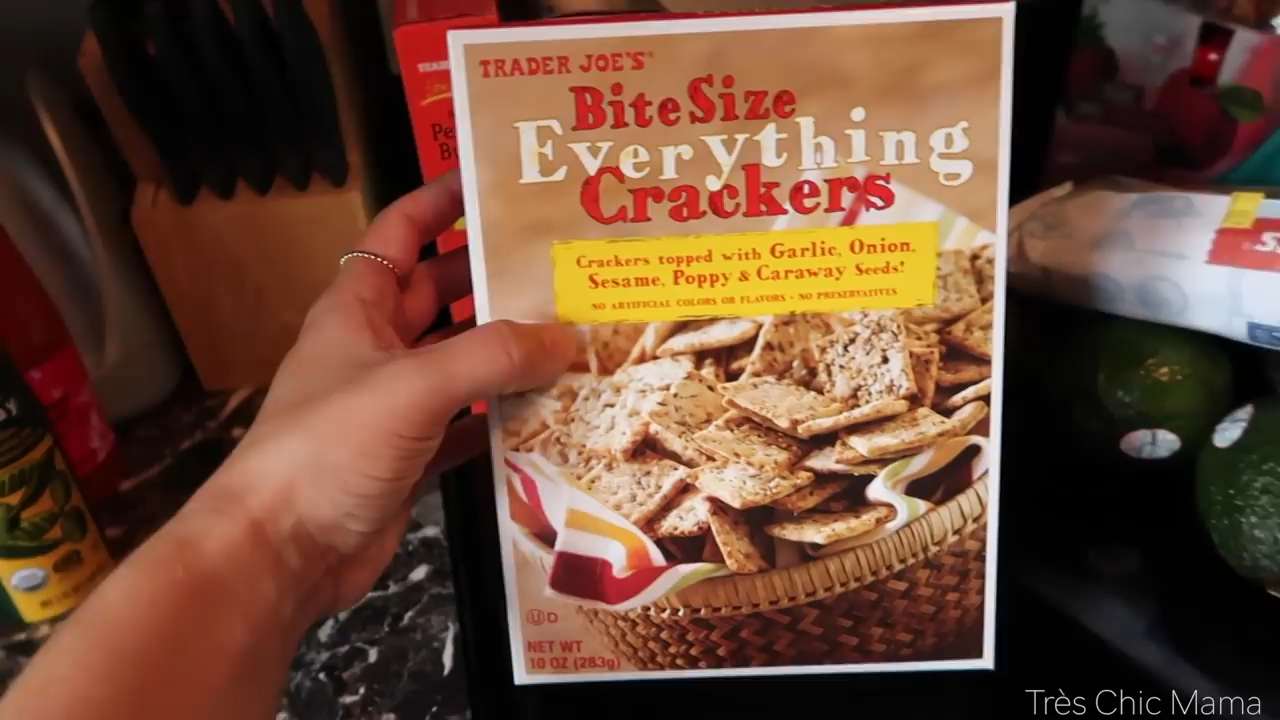 TRADER JOE'S
Bite Size
Everything
Crackers
Crackers topped with Garlic, Onion,
Sesame, Poppy & Caraway Seeds!
NO ARTIFICIAL COLORS OR FLAVORS • NO PRESERVATIVES
U D
NET WT
10 OZ (283g)
Très Chic Mama